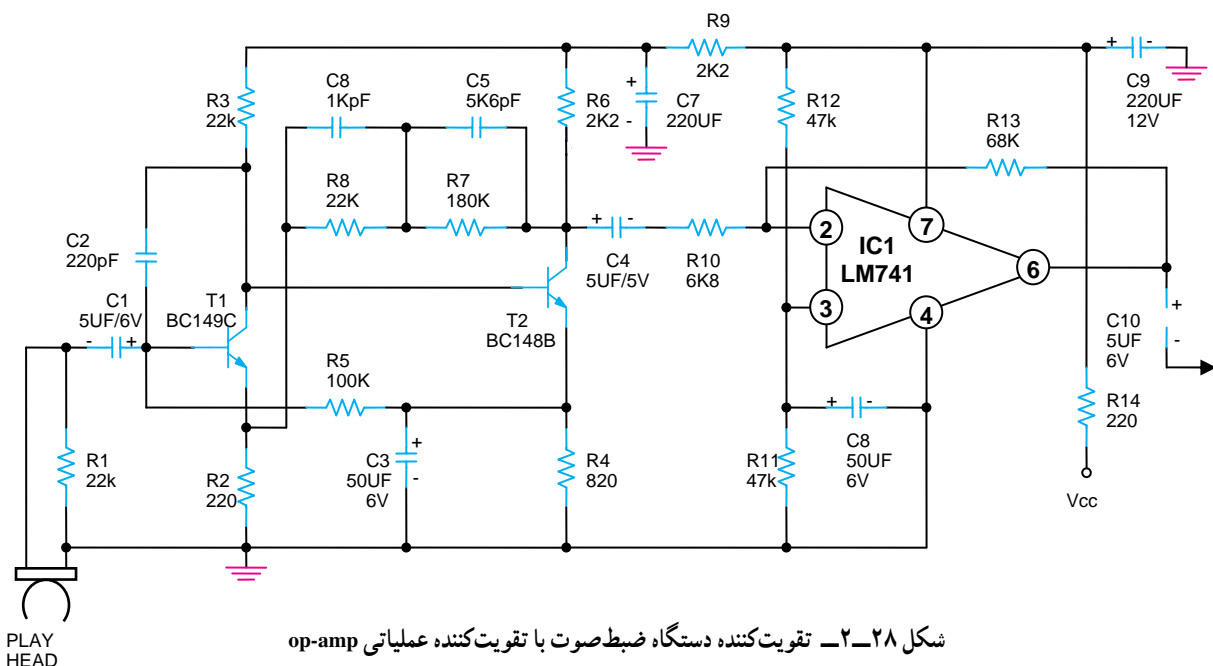 R9
2K2
C9
220UF
12V
R3
22k
C8
1KpF
C5
5K6pF
R6
2K2
C7
220UF
R12
47k
R13
68K
R8
22K
R7
180K
C2
220pF
C1
5UF/6V
T1
BC149C
C4
5UF/5V
R10
6K8
2
7
IC1
LM741
6
3
4
T2
BC148B
C10
5UF
6V
R5
100K
R14
220
R1
22k
R2
220
C3
50UF
6V
R4
820
R11
47k
C8
50UF
6V
Vcc
PLAY
HEAD
شکل ۲۸ــ۲ــ تقویت‌کننده دستگاه ضبط‌صوت با تقویت‌کننده عملیاتی op-amp